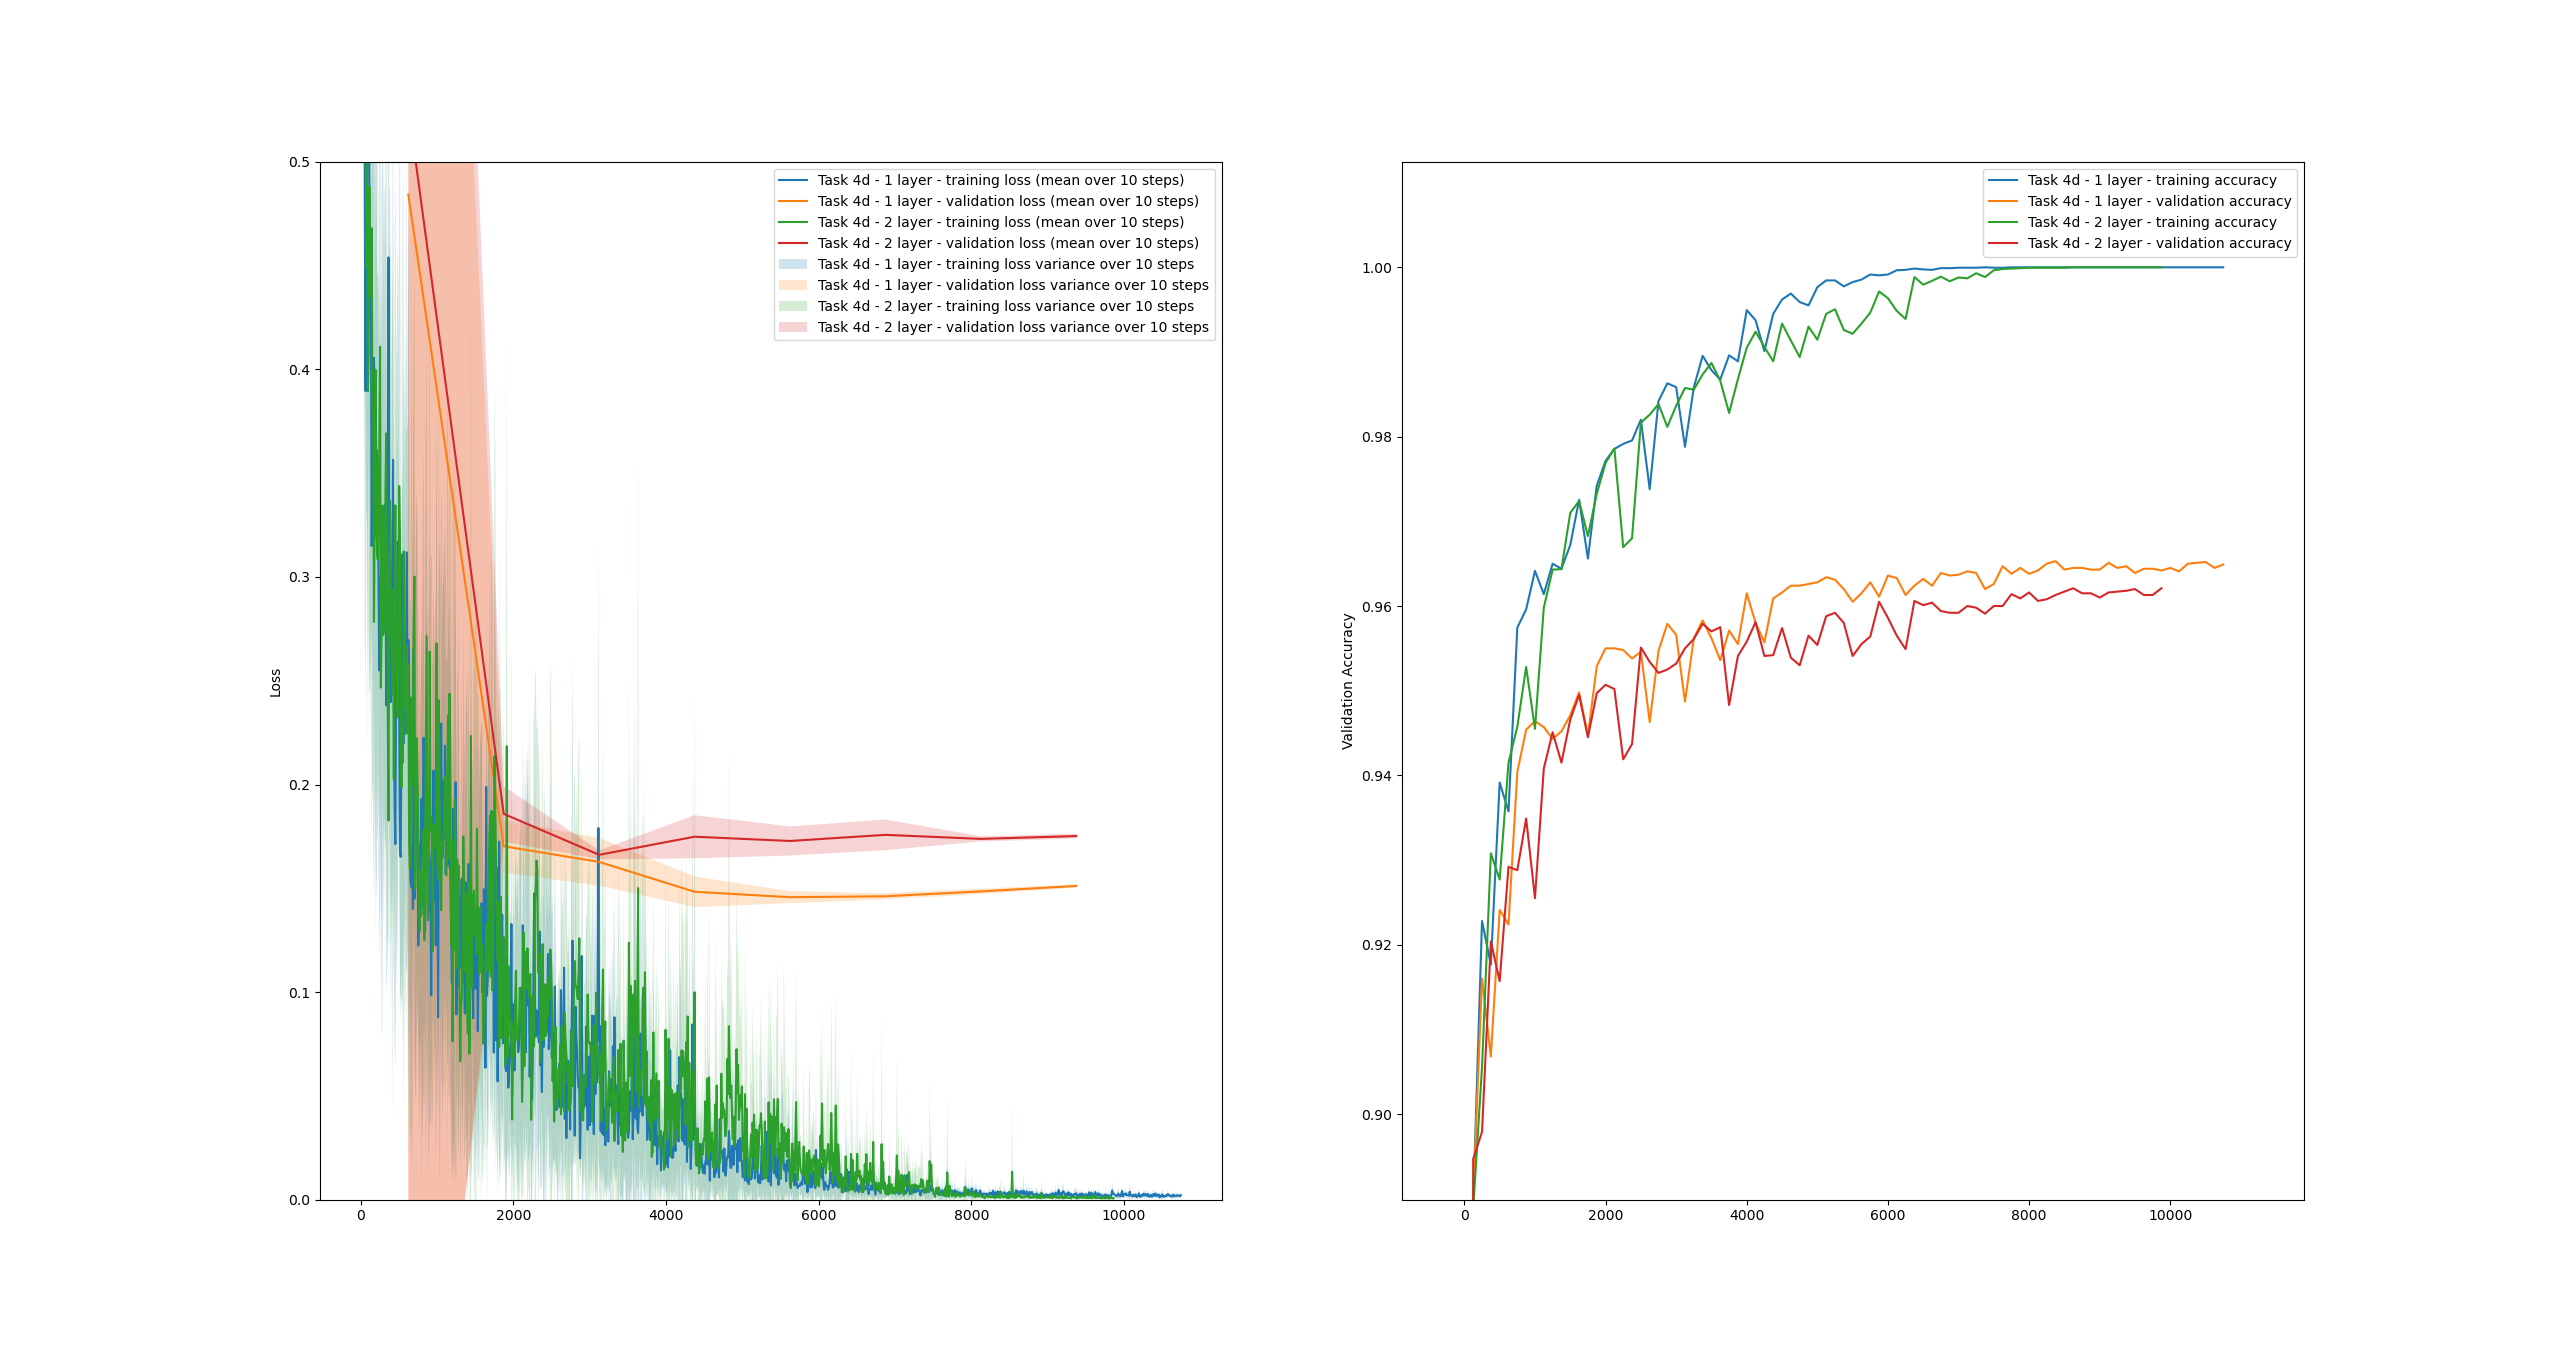 0.5
0.4
0.3
0.2
0.1
0.0
Loss
0
2000
4000
6000
8000
10000
Task 4d - 1 layer - training loss (mean over 10 steps)
Task 4d - 1 layer - validation loss (mean over 10 steps)
Task 4d - 2 layer - training loss (mean over 10 steps)
Task 4d - 2 layer - validation loss (mean over 10 steps)
Task 4d - 1 layer - training loss variance over 10 steps
Task 4d - 1 layer - validation loss variance over 10 steps
Task 4d - 2 layer - training loss variance over 10 steps
Task 4d - 2 layer - validation loss variance over 10 steps
1.00
0.98
0.96
0.94
0.92
0.90
Validation Accuracy
0
2000
4000
6000
8000
10000
Task 4d - 1 layer - training accuracy
Task 4d - 1 layer - validation accuracy
Task 4d - 2 layer - training accuracy
Task 4d - 2 layer - validation accuracy